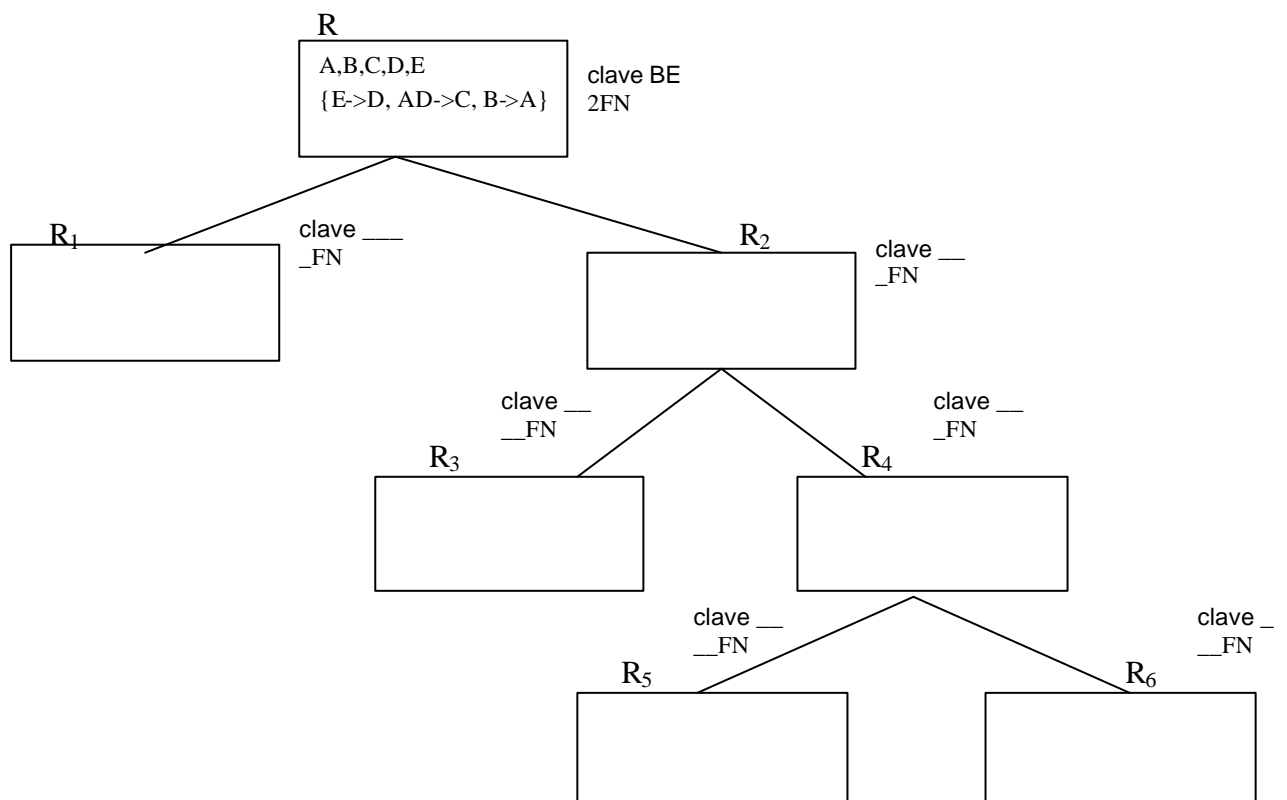 R
A,B,C,D,E
{E->D, AD->C, B->A}
clave BE
2FN
R₁
clave ___
_FN
R₂
clave __
_FN
clave __
__FN
R₃
clave __
_FN
R₄
clave __
__FN
R₅
clave _
__FN
R₆